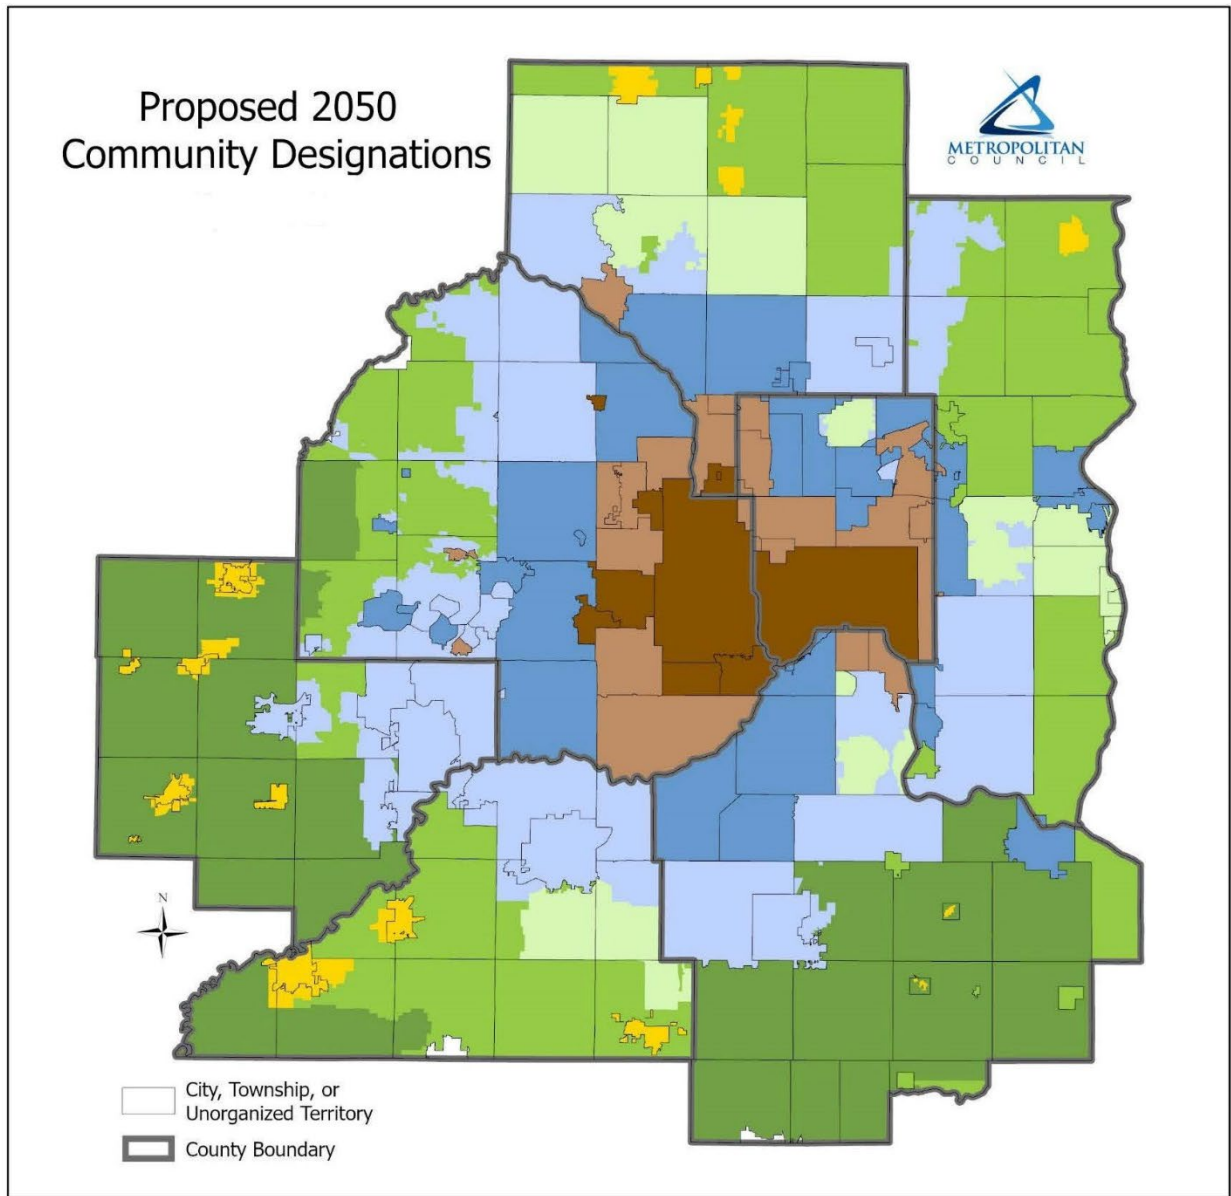 Proposed 2050
Community Designations
METROPOLITAN
COUNCIL
N
City, Township, or
Unorganized Territory
County Boundary